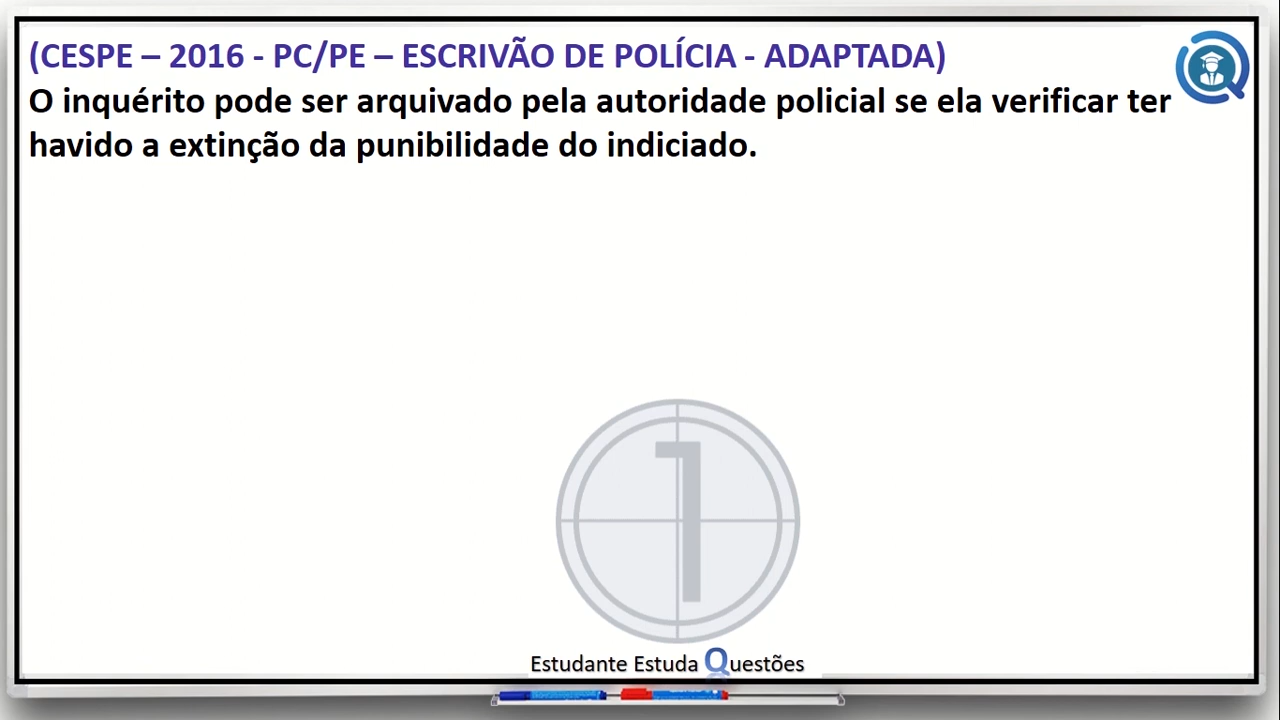 (CESPE – 2016 - PC/PE – ESCRIVÃO DE POLÍCIA - ADAPTADA)
O inquérito pode ser arquivado pela autoridade policial se ela verificar ter
havido a extinção da punibilidade do indiciado.
1
Estudante Estuda Questões